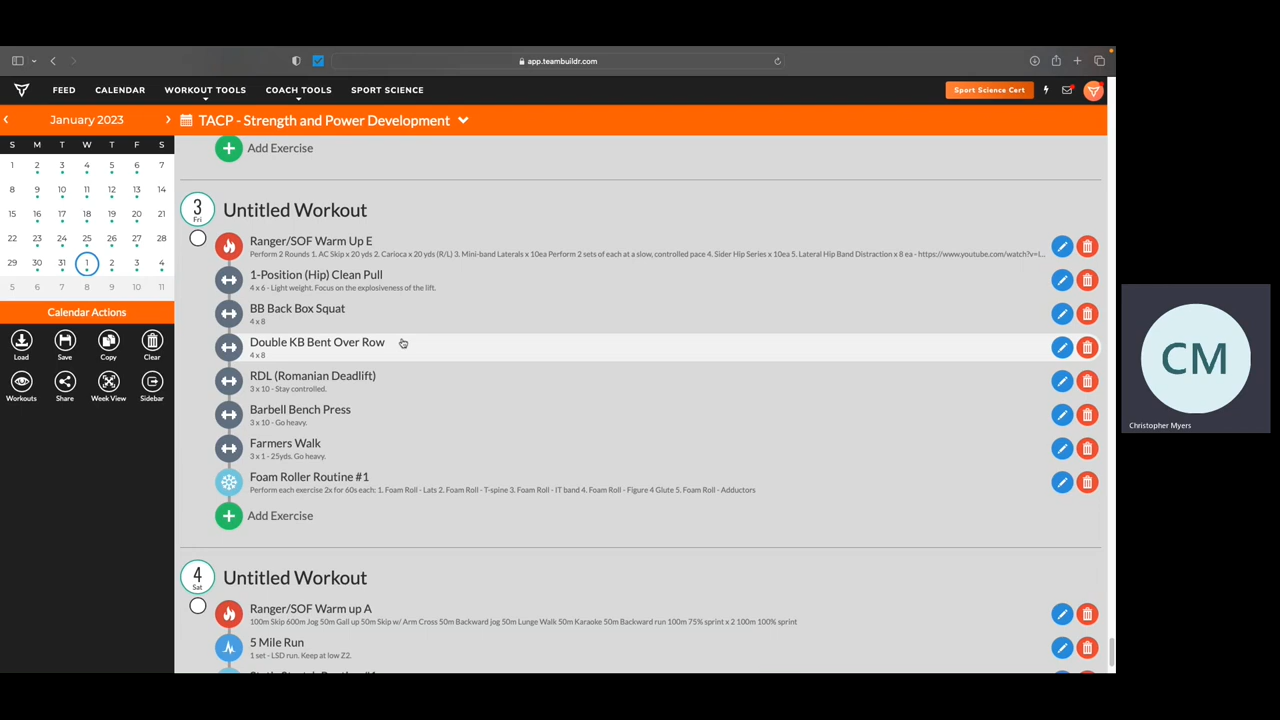 app.teambuildr.com
FEED CALENDAR WORKOUT TOOLS COACH TOOLS SPORT SCIENCE Sport Science Cert
January 2023
TACP - Strength and Power Development
S M T W T F S
1 2 3 4 5 6 7
8 9 10 11 12 13 14
15 16 17 18 19 20 21
22 23 24 25 26 27 28
29 30 31 1 2 3 4
5 6 7 8 9 10 11
Calendar Actions
Load Save Copy Clear
Workouts Share Week View Sidebar
Add Exercise
3
Fri
Untitled Workout
Ranger/SOF Warm Up E
Perform 2 Rounds 1. AC Skip x 20 yds 2. Carioca x 20 yds (R/L) 3. Mini-band Laterals x 10ea Perform 2 sets of each at a slow, controlled pace 4. Sider Hip Series x 10ea 5. Lateral Hip Band Distraction x 8 ea - https://www.youtube.com/watch?v=I...
1-Position (Hip) Clean Pull
4 x 6 - Light weight. Focus on the explosiveness of the lift.
BB Back Box Squat
4 x 8
Double KB Bent Over Row
4 x 8
RDL (Romanian Deadlift)
3 x 10 - Stay controlled.
Barbell Bench Press
3 x 10 - Go heavy.
Farmers Walk
3 x 1 - 25yds. Go heavy.
Foam Roller Routine #1
Perform each exercise 2x for 60s each: 1. Foam Roll - Lats 2. Foam Roll - T-spine 3. Foam Roll - IT band 4. Foam Roll - Figure 4 Glute 5. Foam Roll - Adductors
Add Exercise
4
Sat
Untitled Workout
Ranger/SOF Warm up A
100m Skip 600m Jog 50m Gall up 50m Skip w/ Arm Cross 50m Backward jog 50m Lunge Walk 50m Karaoke 50m Backward run 100m 75% sprint x 2 100m 100% sprint
5 Mile Run
1 set - LSD run. Keep at low Z2.
CM
Christopher Myers